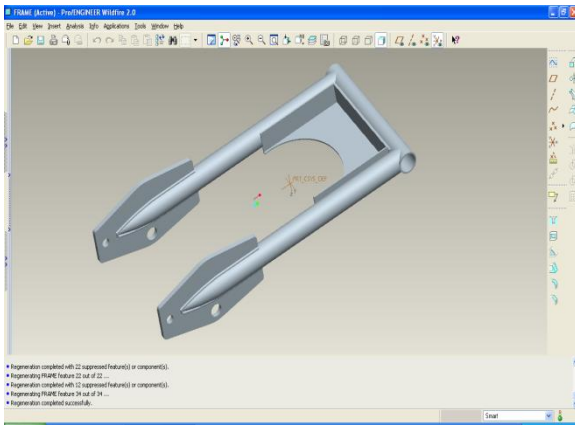 FRAME (Active) - Pro/ENGINEER Wildfire 2.0
File Edit View Insert Analysis Info Applications Tools Window Help
PRT_CSYS_DEF
Regeneration completed with 22 suppressed feature(s) or component(s).
Regenerating FRAME feature 22 out of 22 ...
Regeneration completed with 12 suppressed feature(s) or component(s).
Regenerating FRAME feature 34 out of 34 ...
Regeneration completed successfully.
Smart